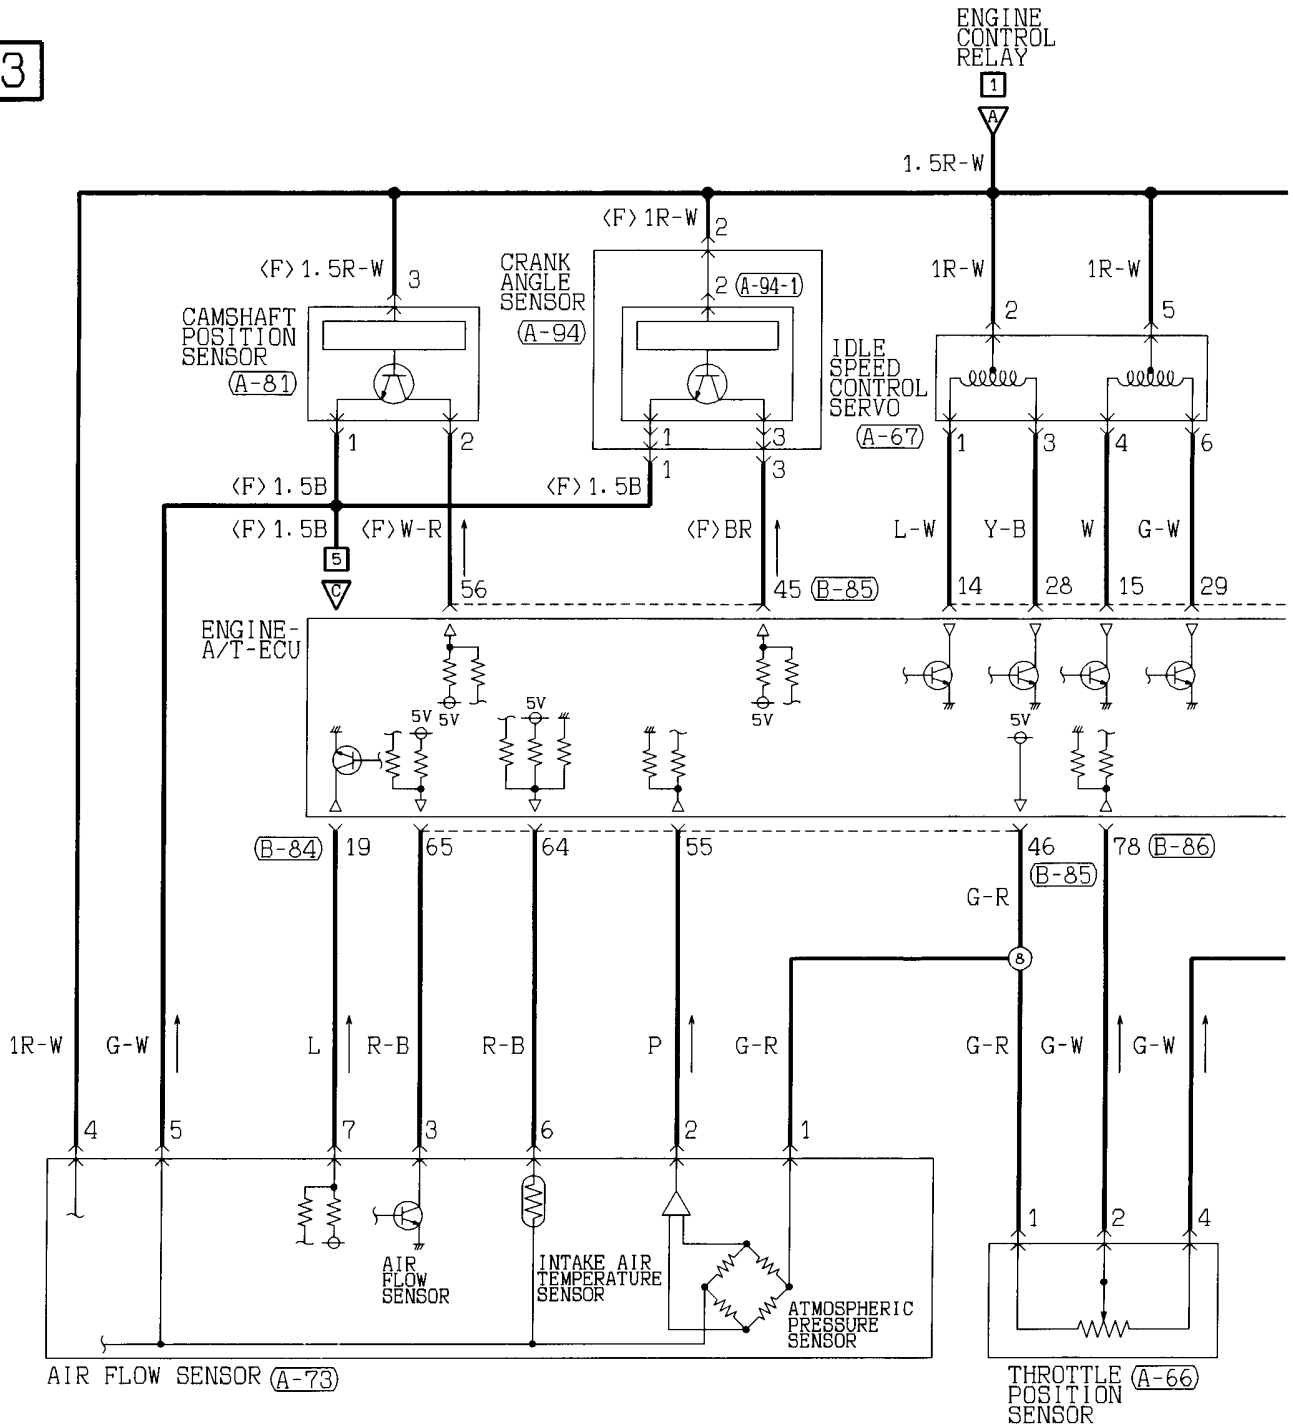 3
ENGINE
CONTROL
RELAY
1
A
1.5R-W
〈F〉1R-W 2
〈F〉1.5R-W 3
CRANK
ANGLE
SENSOR
(A-94)
2 (A-94-1)
1R-W 2
1R-W 5
CAMSHAFT
POSITION
SENSOR
(A-81)
IDLE
SPEED
CONTROL
SERVO
(A-67)
1 2
1 3
1 3
1 3 4 6
〈F〉1.5B
〈F〉1.5B
〈F〉1.5B
〈F〉W-R
〈F〉BR
L-W Y-B W G-W
5
C
56 45 (B-85) 14 28 15 29
ENGINE-
A/T-ECU
5V 5V 5V 5V 5V
(B-84) 19 65 64 55 46 78 (B-86)
(B-85)
G-R
8
1R-W G-W L R-B R-B P G-R G-R G-W G-W
4 5 7 3 6 2 1
1 2 4
AIR
FLOW
SENSOR
INTAKE AIR
TEMPERATURE
SENSOR
ATMOSPHERIC
PRESSURE
SENSOR
AIR FLOW SENSOR (A-73)
THROTTLE (A-66)
POSITION
SENSOR